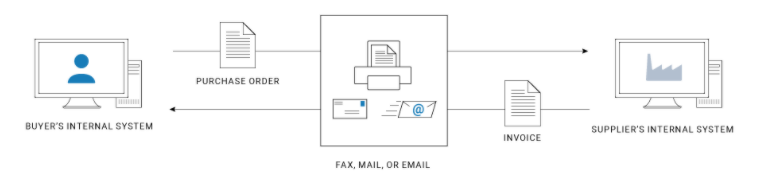 PURCHASE ORDER
@
BUYER'S INTERNAL SYSTEM
INVOICE
SUPPLIER'S INTERNAL SYSTEM
FAX, MAIL, OR EMAIL